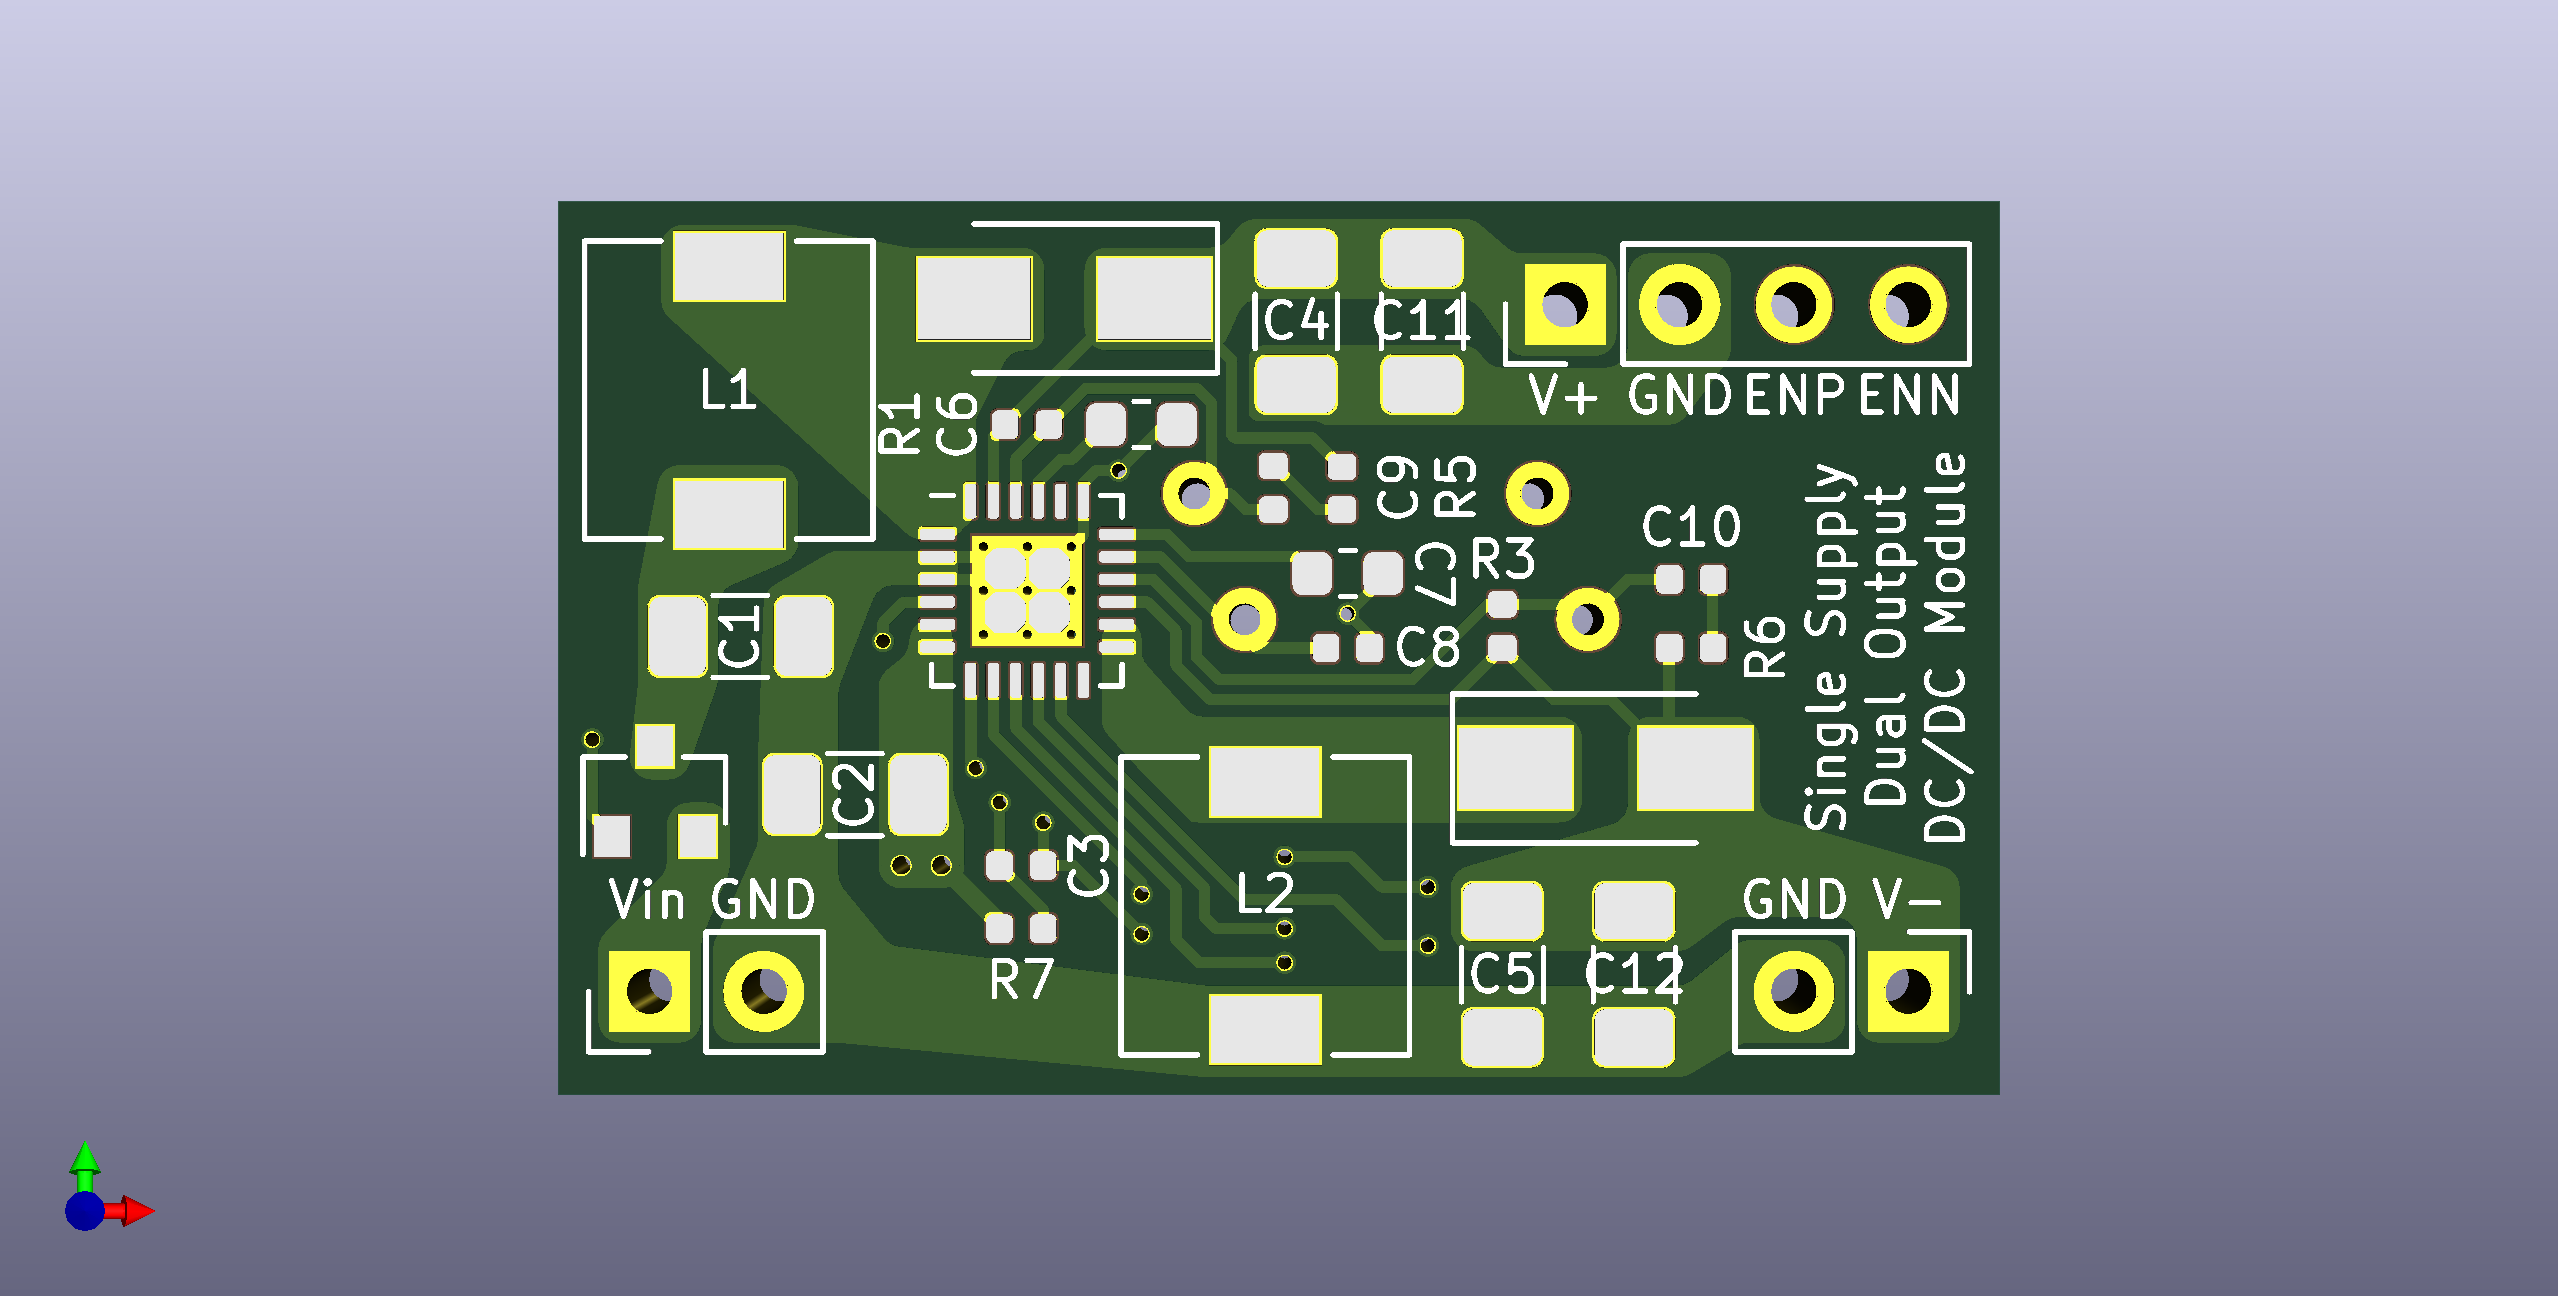 C4
C11
L1
R1
C6
V+
GND
ENP
ENN
C9
R5
C10
C7
R3
C1
C8
R6
Single Supply
Dual Output
DC/DC Module
C2
C3
L2
Vin
GND
GND
V-
R7
C5
C12